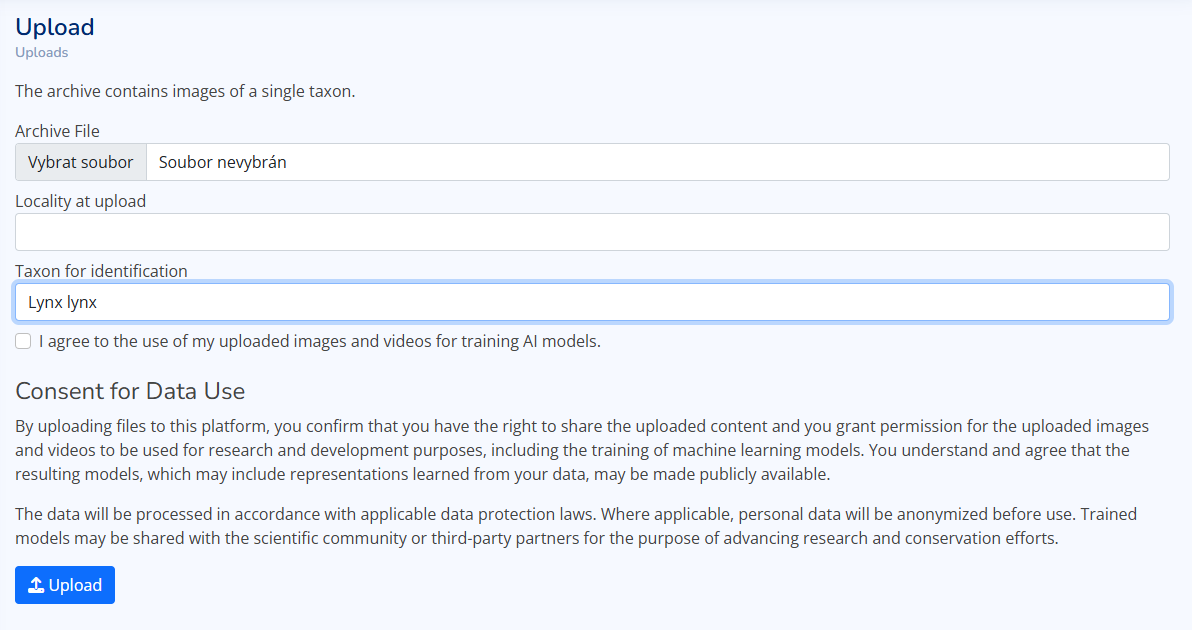 Upload
Uploads
The archive contains images of a single taxon.
Archive File
Vybrat soubor Soubor nevybrán
Locality at upload
Taxon for identification
Lynx lynx
I agree to the use of my uploaded images and videos for training AI models.
Consent for Data Use
By uploading files to this platform, you confirm that you have the right to share the uploaded content and you grant permission for the uploaded images
and videos to be used for research and development purposes, including the training of machine learning models. You understand and agree that the
resulting models, which may include representations learned from your data, may be made publicly available.
The data will be processed in accordance with applicable data protection laws. Where applicable, personal data will be anonymized before use. Trained
models may be shared with the scientific community or third-party partners for the purpose of advancing research and conservation efforts.
Upload